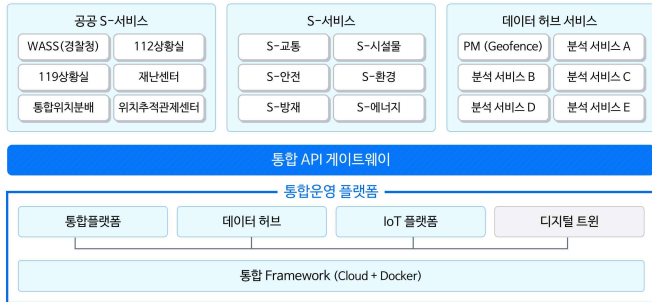 공공 S-서비스
WASS(경찰청) 112상황실
119상황실 재난센터
통합위치분배 위치추적관제센터
S-서비스
S-교통 S-시설물
S-안전 S-환경
S-방재 S-에너지
데이터 허브 서비스
PM (Geofence) 분석 서비스 A
분석 서비스 B 분석 서비스 C
분석 서비스 D 분석 서비스 E
통합 API 게이트웨이
통합운영 플랫폼
통합플랫폼 데이터 허브 IoT 플랫폼 디지털 트윈
통합 Framework (Cloud + Docker)